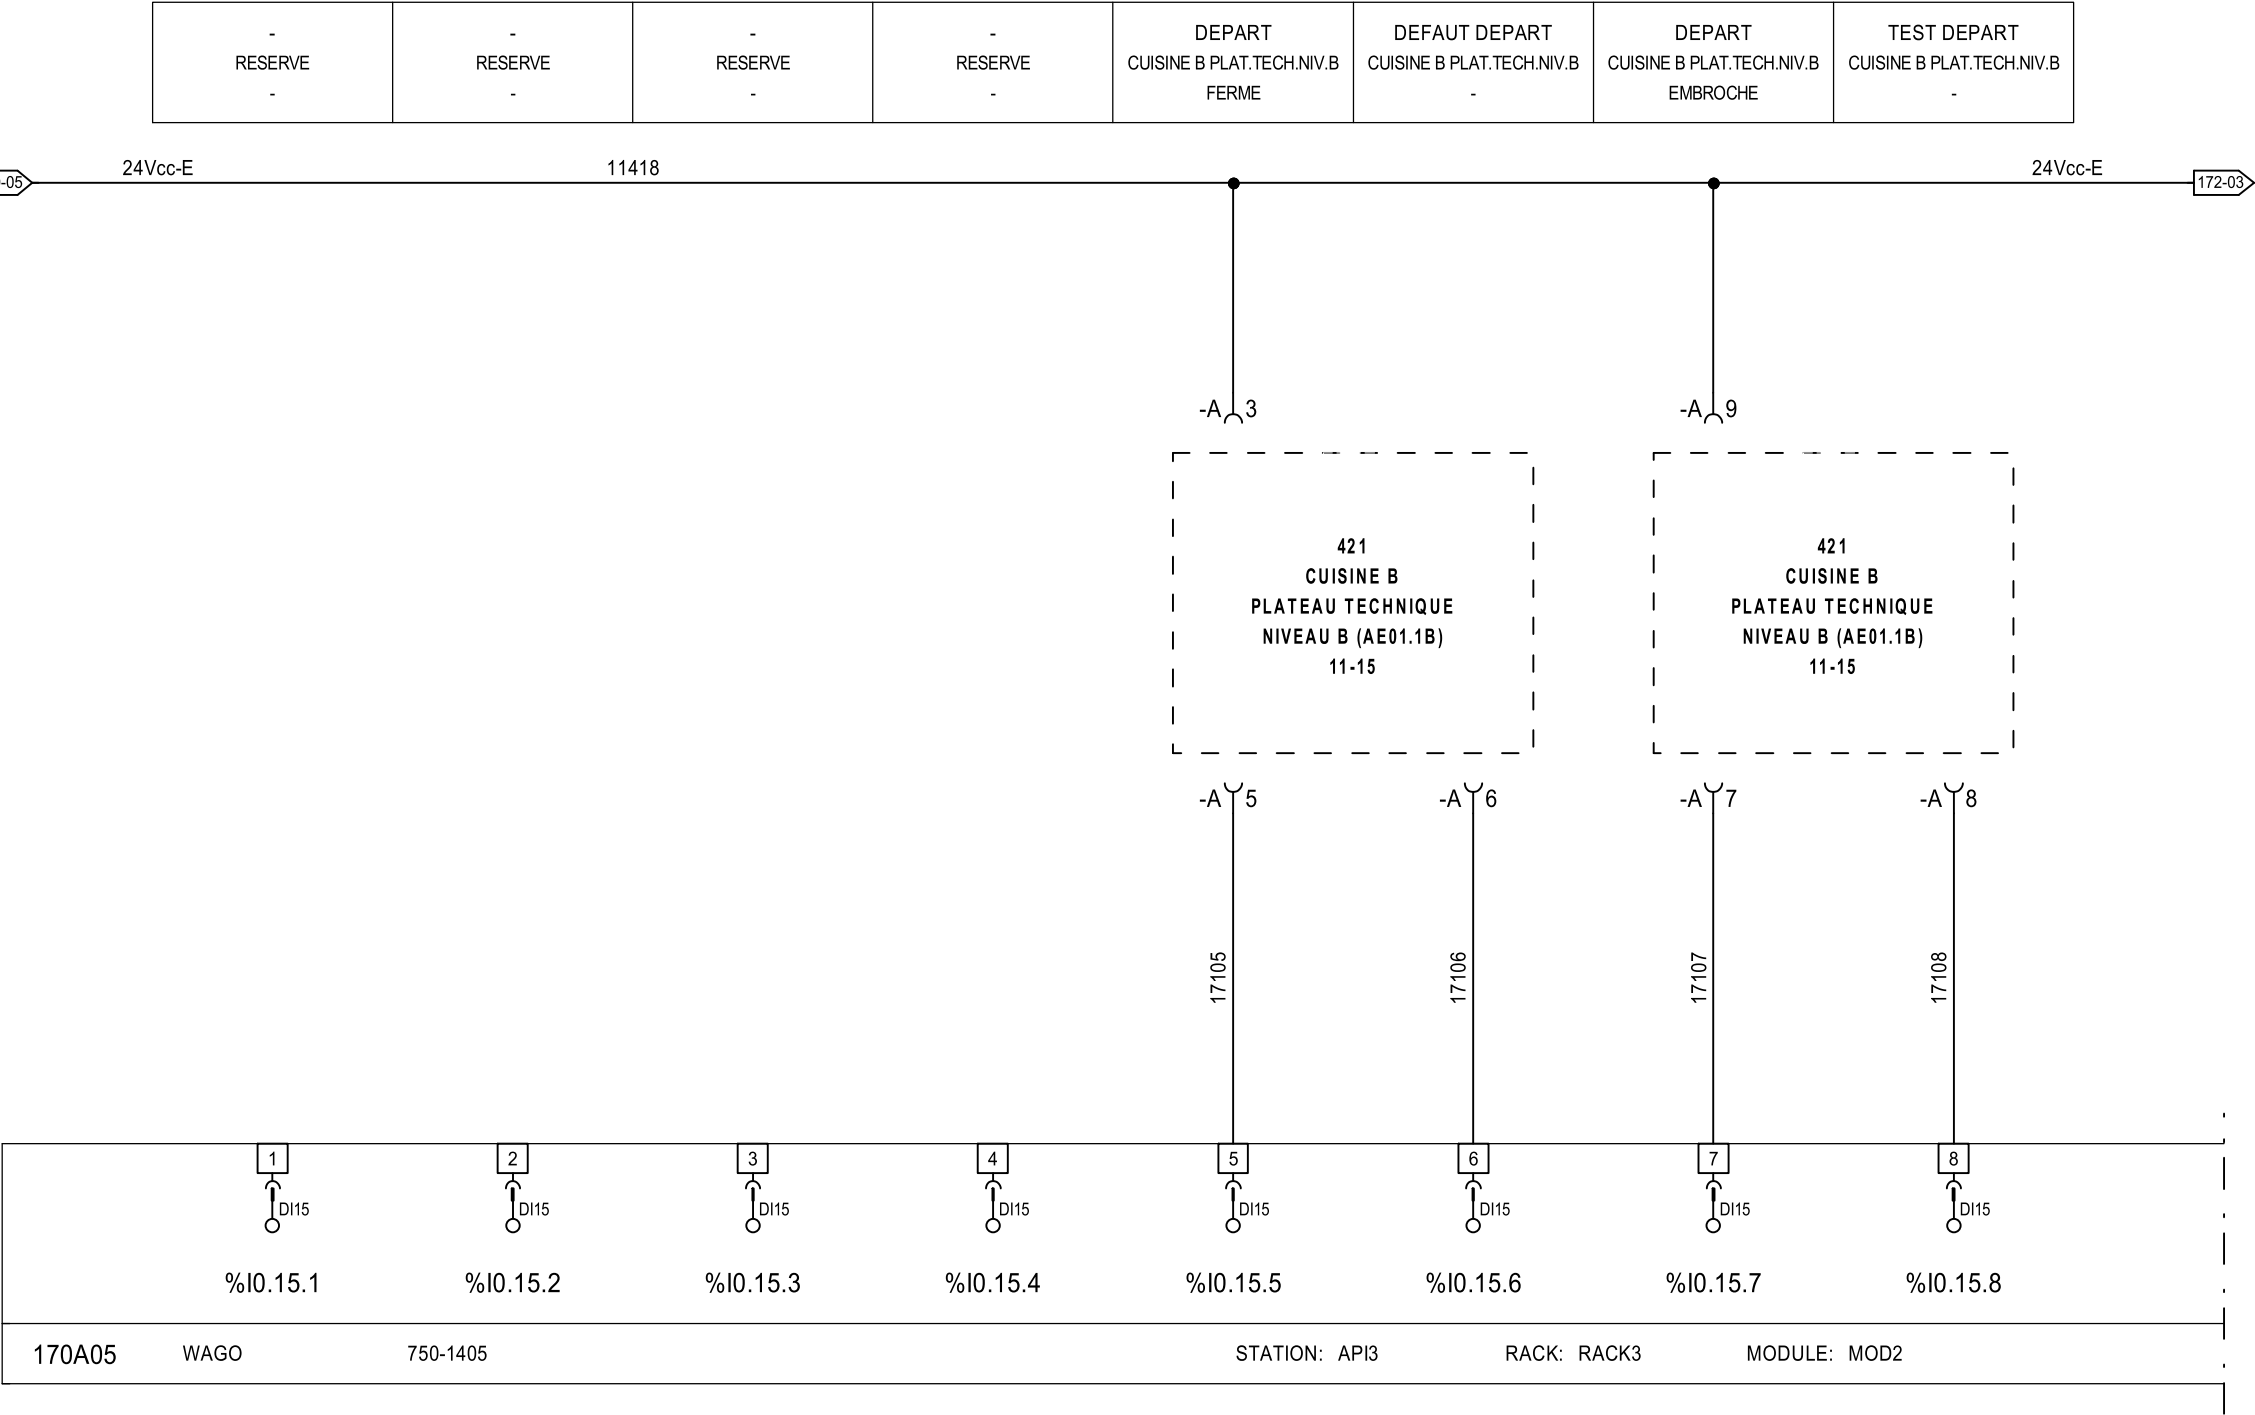 -
RESERVE
-
-
RESERVE
-
-
RESERVE
-
-
RESERVE
-
DEPART
CUISINE B PLAT.TECH.NIV.B
FERME
DEFAUT DEPART
CUISINE B PLAT.TECH.NIV.B
-
DEPART
CUISINE B PLAT.TECH.NIV.B
EMBROCHE
TEST DEPART
CUISINE B PLAT.TECH.NIV.B
-
-05
24Vcc-E
11418
24Vcc-E
172-03
-A 3
-A 9
421
CUISINE B
PLATEAU TECHNIQUE
NIVEAU B (AE01.1B)
11-15
421
CUISINE B
PLATEAU TECHNIQUE
NIVEAU B (AE01.1B)
11-15
-A 5
-A 6
-A 7
-A 8
17105
17106
17107
17108
1
2
3
4
5
6
7
8
DI15
DI15
DI15
DI15
DI15
DI15
DI15
DI15
%I0.15.1
%I0.15.2
%I0.15.3
%I0.15.4
%I0.15.5
%I0.15.6
%I0.15.7
%I0.15.8
170A05 WAGO 750-1405 STATION: API3 RACK: RACK3 MODULE: MOD2